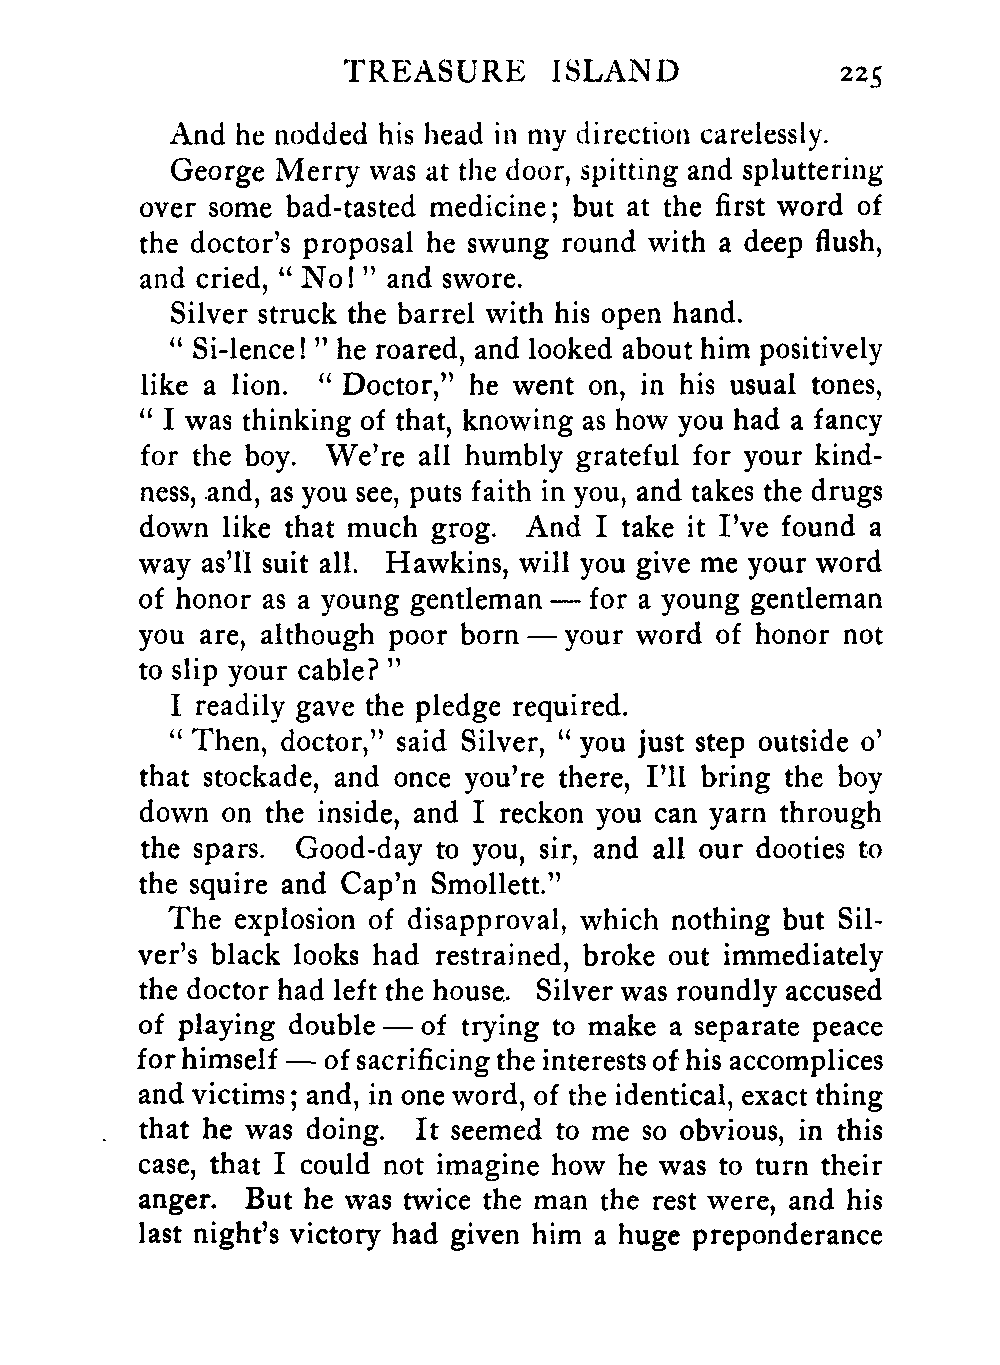 TREASURE ISLAND 225
And he nodded his head in my direction carelessly.
George Merry was at the door, spitting and spluttering
over some bad-tasted medicine; but at the first word of
the doctor's proposal he swung round with a deep flush,
and cried, “ No! ” and swore.
Silver struck the barrel with his open hand.
“ Si-lence! ” he roared, and looked about him positively
like a lion. “ Doctor,” he went on, in his usual tones,
“ I was thinking of that, knowing as how you had a fancy
for the boy. We're all humbly grateful for your kind-
ness, and, as you see, puts faith in you, and takes the drugs
down like that much grog. And I take it I've found a
way as'll suit all. Hawkins, will you give me your word
of honor as a young gentleman — for a young gentleman
you are, although poor born — your word of honor not
to slip your cable? ”
I readily gave the pledge required.
“ Then, doctor,” said Silver, “ you just step outside o'
that stockade, and once you're there, I'll bring the boy
down on the inside, and I reckon you can yarn through
the spars. Good-day to you, sir, and all our dooties to
the squire and Cap'n Smollett.”
The explosion of disapproval, which nothing but Sil-
ver's black looks had restrained, broke out immediately
the doctor had left the house. Silver was roundly accused
of playing double — of trying to make a separate peace
for himself — of sacrificing the interests of his accomplices
and victims; and, in one word, of the identical, exact thing
that he was doing. It seemed to me so obvious, in this
case, that I could not imagine how he was to turn their
anger. But he was twice the man the rest were, and his
last night's victory had given him a huge preponderance